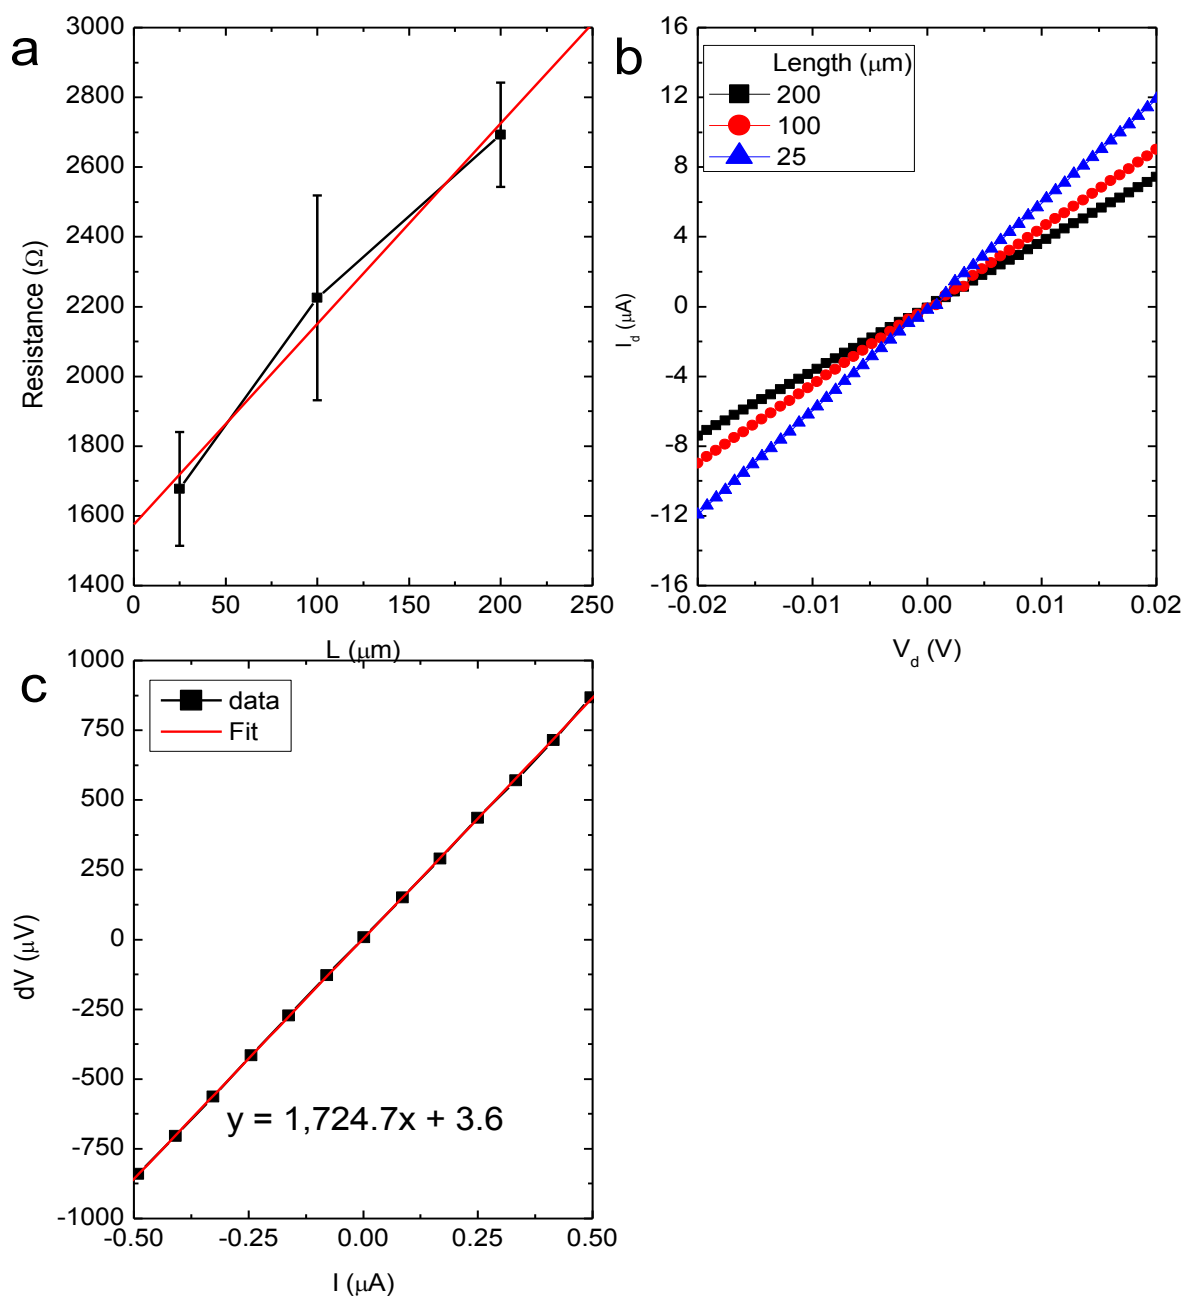 a
3000
2800
2600
2400
2200
2000
1800
1600
1400
Resistance (Ω)
0 50 100 150 200 250
L (μm)
b
Length (μm)
200
100
25
16
12
8
4
0
-4
-8
-12
-16
I_d (μA)
-0.02 -0.01 0.00 0.01 0.02
V_d (V)
c
data
Fit
1000
750
500
250
0
-250
-500
-750
-1000
dV (μV)
y = 1,724.7x + 3.6
-0.50 -0.25 0.00 0.25 0.50
I (μA)